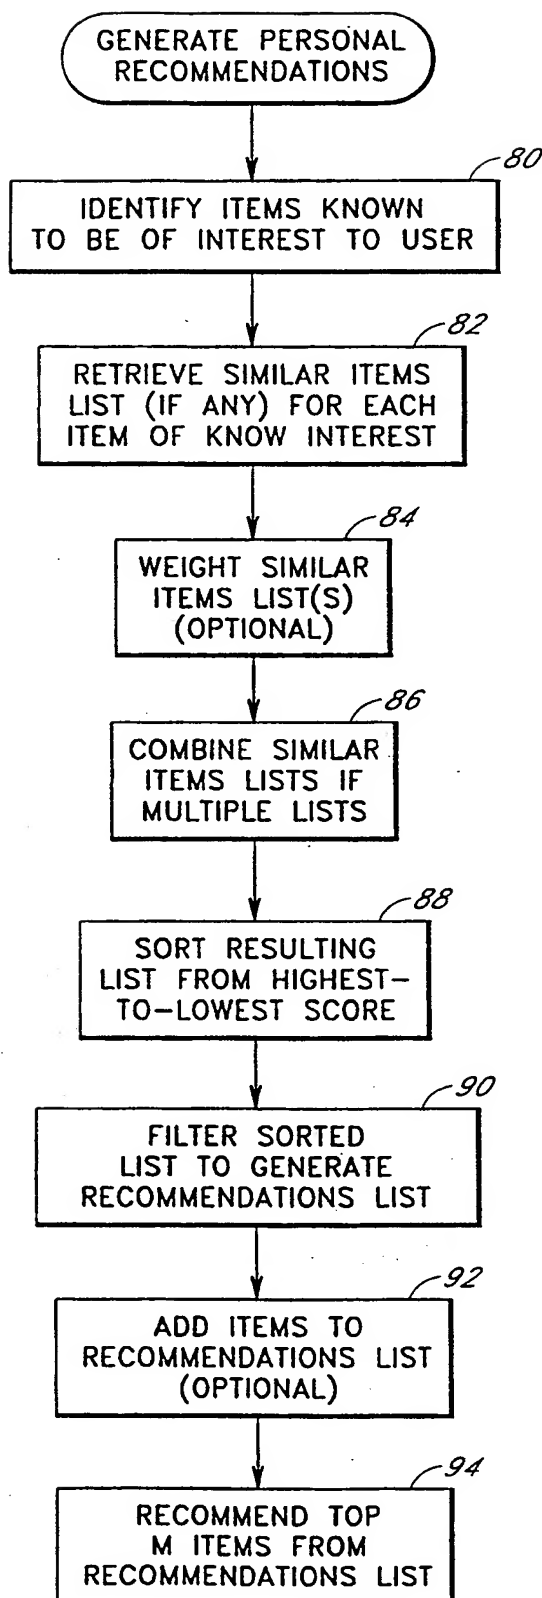 GENERATE PERSONAL
RECOMMENDATIONS
80
IDENTIFY ITEMS KNOWN
TO BE OF INTEREST TO USER
82
RETRIEVE SIMILAR ITEMS
LIST (IF ANY) FOR EACH
ITEM OF KNOW INTEREST
84
WEIGHT SIMILAR
ITEMS LIST(S)
(OPTIONAL)
86
COMBINE SIMILAR
ITEMS LISTS IF
MULTIPLE LISTS
88
SORT RESULTING
LIST FROM HIGHEST-
TO-LOWEST SCORE
90
FILTER SORTED
LIST TO GENERATE
RECOMMENDATIONS LIST
92
ADD ITEMS TO
RECOMMENDATIONS LIST
(OPTIONAL)
94
RECOMMEND TOP
M ITEMS FROM
RECOMMENDATIONS LIST